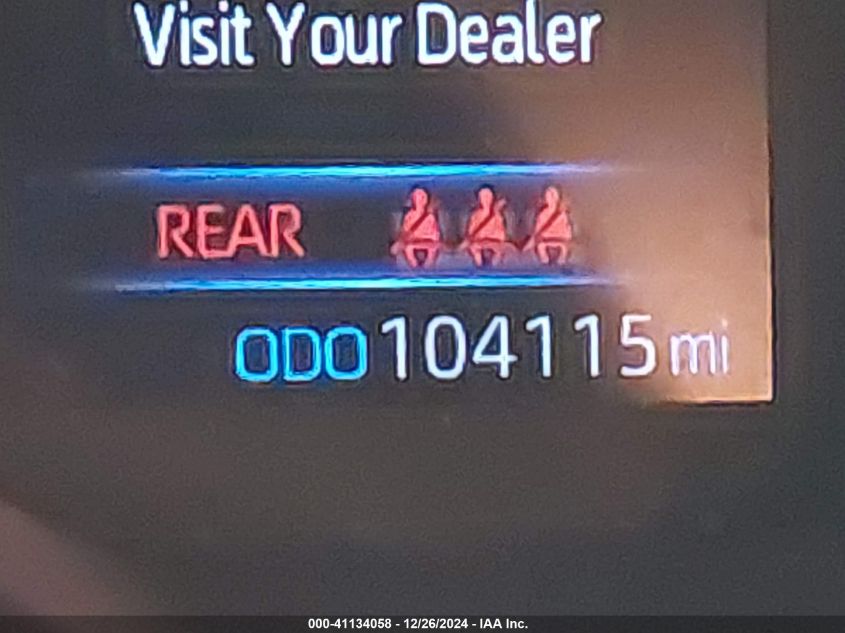 Visit Your Dealer
REAR
ODO 104115 mi
000-41134058 - 12/26/2024 - IAA Inc.